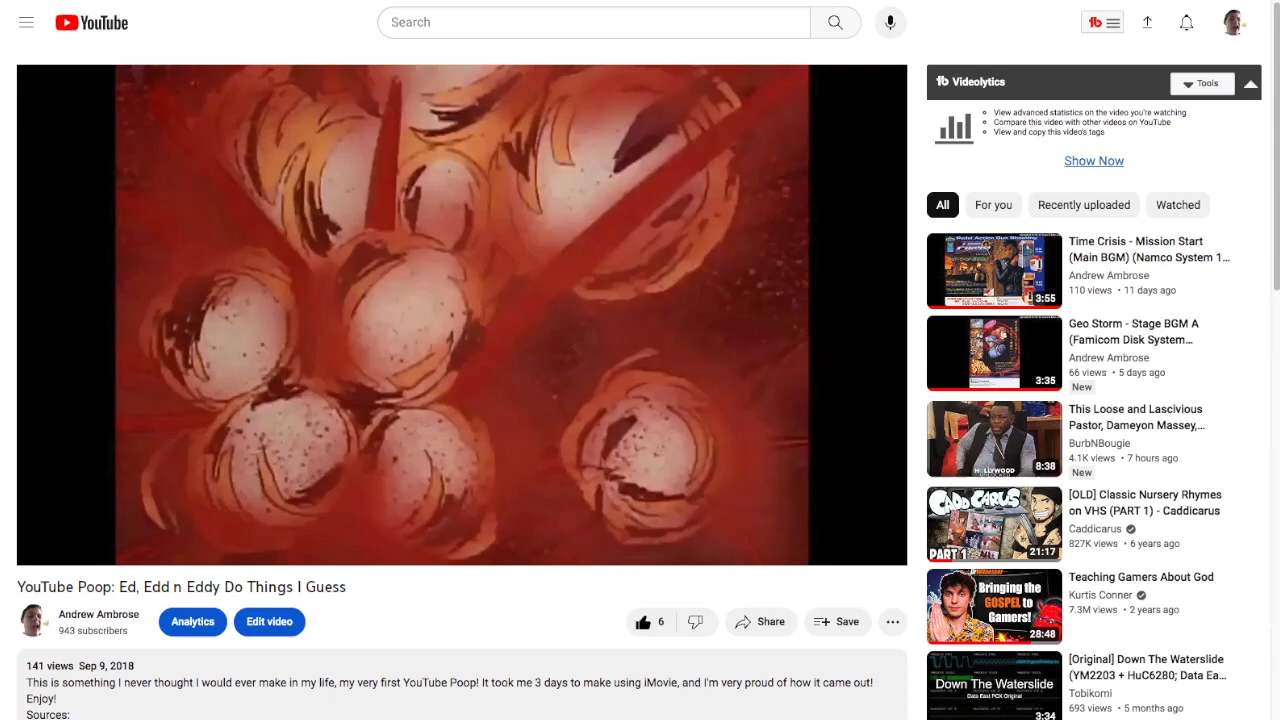 YouTube
Search
tb
tb Videolytics
Tools
View advanced statistics on the video you're watching
Compare this video with other videos on YouTube
View and copy this video's tags
Show Now
All
For you
Recently uploaded
Watched
Time Crisis - Mission Start
(Main BGM) (Namco System 1...
Andrew Ambrose
110 views • 11 days ago
3:55
Geo Storm - Stage BGM A
(Famicom Disk System...
Andrew Ambrose
66 views • 5 days ago
New
3:35
This Loose and Lascivious
Pastor, Dameyon Massey,...
BurbNBougie
4.1K views • 7 hours ago
New
8:38
HOLLYWOOD
[OLD] Classic Nursery Rhymes
on VHS (PART 1) - Caddicarus
Caddicarus
827K views • 6 years ago
CADDICARUS
PART 1
21:17
Teaching Gamers About God
Kurtis Conner
7.3M views • 2 years ago
Bringing the
GOSPEL to
Gamers!
28:48
[Original] Down The Waterslide
(YM2203 + HuC6280; Data Ea...
Tobikomi
693 views • 5 months ago
Down The Waterslide
Data East PCX Original
3:34
YouTube Poop: Ed, Edd n Eddy Do Things, I Guess
Andrew Ambrose
943 subscribers
Analytics
Edit video
6
Share
Save
141 views Sep 9, 2018
This is something I never thought I would upload: my very first YouTube Poop! It took me 3 days to make using iMovie and I'm very proud of how it came out!
Enjoy!
Sources: